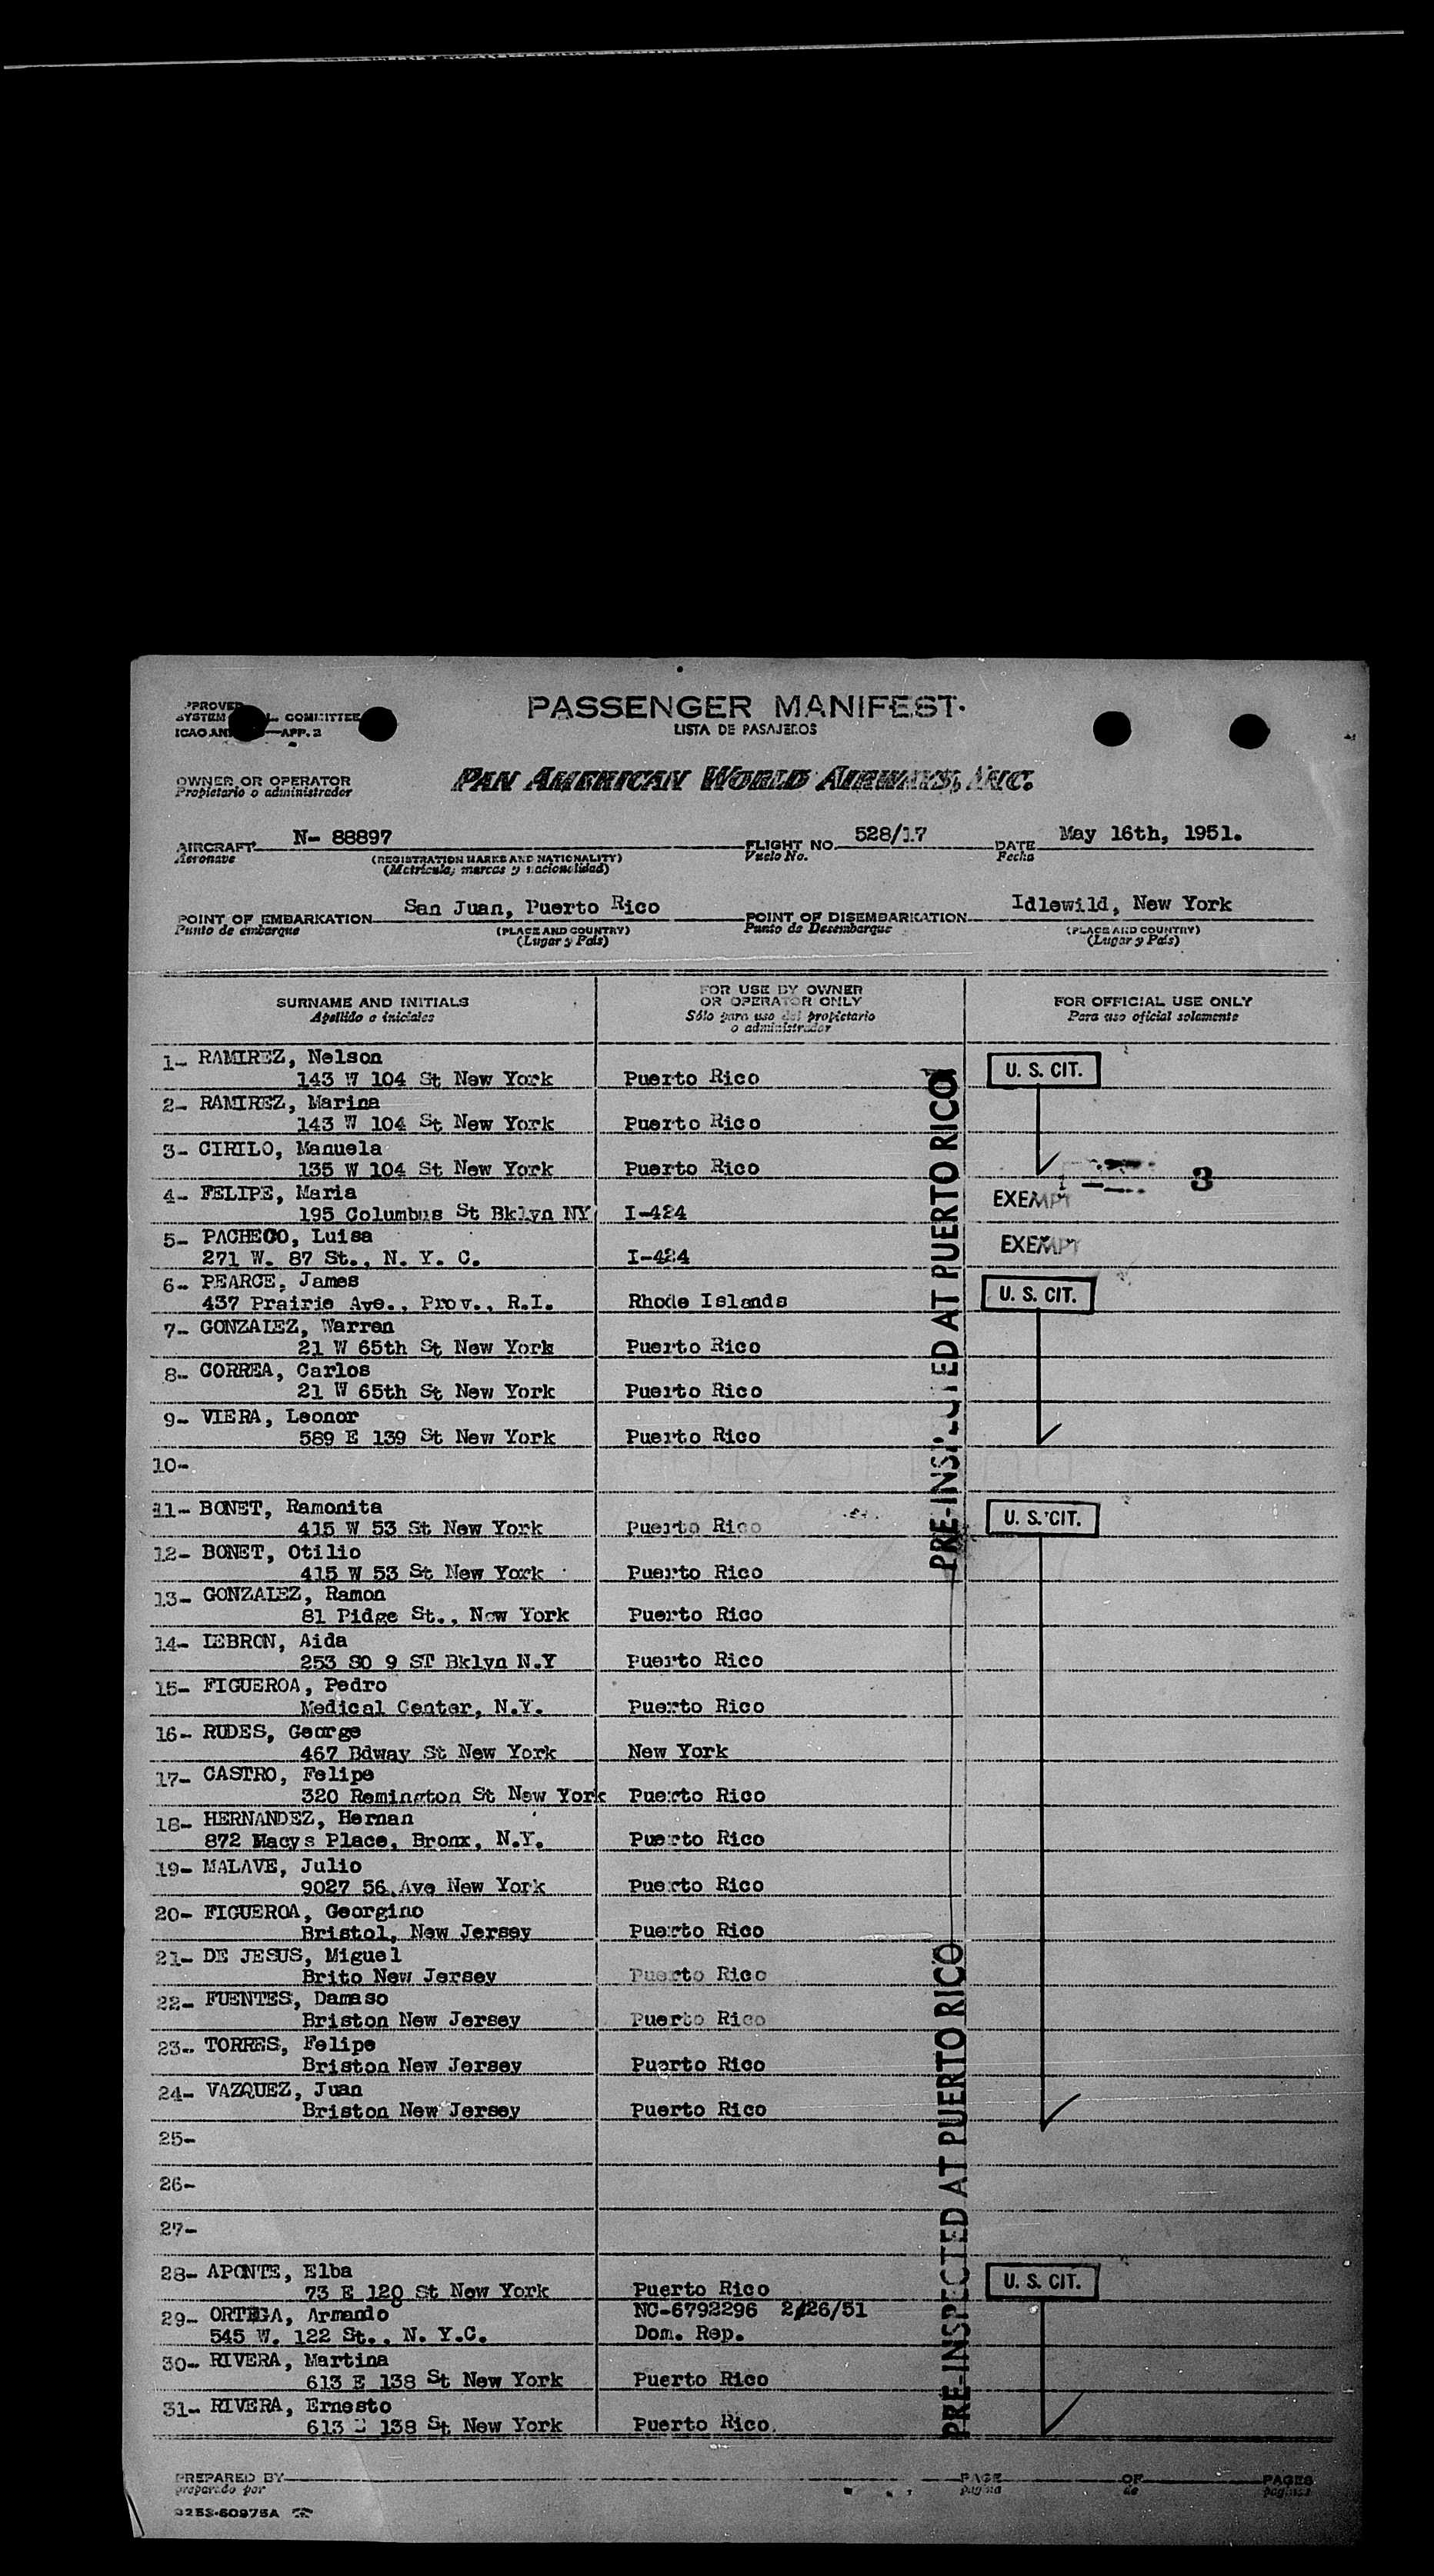 PASSENGER MANIFEST
LISTA DE PASAJEROS
COMMITTEE
APP. 2
OWNER OR OPERATOR
Propietario o administrador
PAN AMERICAN WORLD AIRWAYS, INC.
AIRCRAFT N- 88897 FLIGHT NO. 528/17 DATE May 16th, 1951.
Aeronave (REGISTRATION MARKS AND NATIONALITY) Vuelo No. Fecha
(Matricula, marcas y nacionalidad)
POINT OF EMBARKATION San Juan, Puerto Rico POINT OF DISEMBARKATION Idlewild, New York
Punto de embarque (PLACE AND COUNTRY) Punto de Desembarque (PLACE AND COUNTRY)
(Lugar y País) (Lugar y País)
SURNAME AND INITIALS
Apellido o iniciales
FOR USE BY OWNER
OR OPERATOR ONLY
Sólo para uso del propietario
o administrador
FOR OFFICIAL USE ONLY
Para uso oficial solamente
1- RAMIREZ, Nelson
143 W 104 St New York Puerto Rico U. S. CIT.
2- RAMIREZ, Marina
143 W 104 St New York Puerto Rico
3- CIRILO, Manuela
135 W 104 St New York Puerto Rico
3
4- FELIPE, Maria
195 Columbus St Bklyn NY I-424 EXEMPT
5- PACHECO, Luisa
271 W. 87 St., N. Y. C. I-424 EXEMPT
6- PEARCE, James
437 Prairie Ave., Prov., R.I. Rhode Islands U. S. CIT.
7- GONZALEZ, Warren
21 W 65th St New York Puerto Rico
8- CORREA, Carlos
21 W 65th St New York Puerto Rico
9- VIERA, Leonor
589 E 139 St New York Puerto Rico
10-
11- BONET, Ramonita
415 W 53 St New York Puerto Rico U. S. CIT.
12- BONET, Otilio
415 W 53 St New York Puerto Rico
13- GONZALEZ, Ramon
81 Pidge St., New York Puerto Rico
14- LEBRON, Aida
253 SO 9 ST Bklyn N.Y Puerto Rico
15- FIGUEROA, Pedro
Medical Center, N.Y. Puerto Rico
16- RUDES, George
467 Bdway St New York New York
17- CASTRO, Felipe
320 Remington St New York Puerto Rico
18- HERNANDEZ, Hernan
872 Macys Place, Bronx, N.Y. Puerto Rico
19- MALAVE, Julio
9027 56 Ave New York Puerto Rico
20- FIGUEROA, Georgino
Bristol, New Jersey Puerto Rico
21- DE JESUS, Miguel
Brito New Jersey Puerto Rico
22- FUENTES, Damaso
Briston New Jersey Puerto Rico
23- TORRES, Felipe
Briston New Jersey Puerto Rico
24- VAZQUEZ, Juan
Briston New Jersey Puerto Rico
25-
26-
27-
28- APONTE, Elba
73 E 120 St New York Puerto Rico U. S. CIT.
29- ORTEGA, Armando NC-6792296 2/26/51
545 W. 122 St., N. Y.C. Dom. Rep.
30- RIVERA, Martina
613 E 138 St New York Puerto Rico
31- RIVERA, Ernesto
613 E 138 St New York Puerto Rico.
PRE-INSPECTED AT PUERTO RICO
PRE-INSPECTED AT PUERTO RICO
PREPARED BY PAGE OF PAGES
preparado por página de páginas